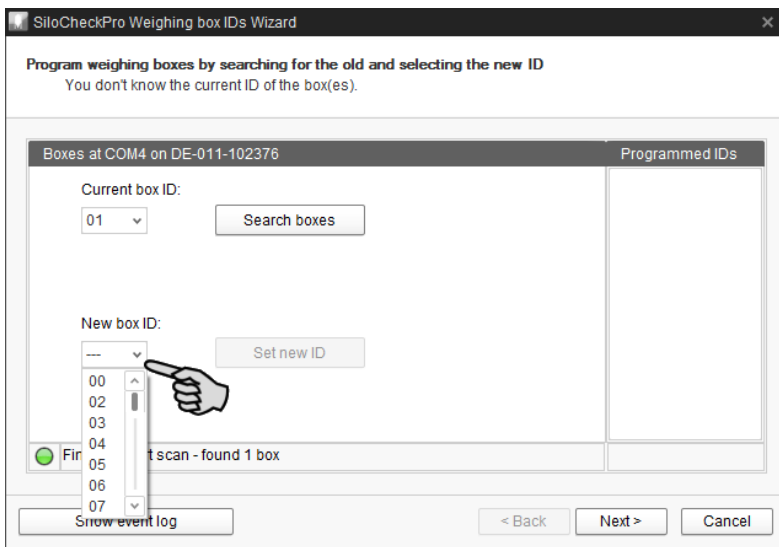 SiloCheckPro Weighing box IDs Wizard
Program weighing boxes by searching for the old and selecting the new ID
You don't know the current ID of the box(es).
Boxes at COM4 on DE-011-102376
Programmed IDs
Current box ID:
01
Search boxes
New box ID:
---
Set new ID
00
02
03
04
05
06
07
t scan - found 1 box
Show event log
< Back
Next >
Cancel